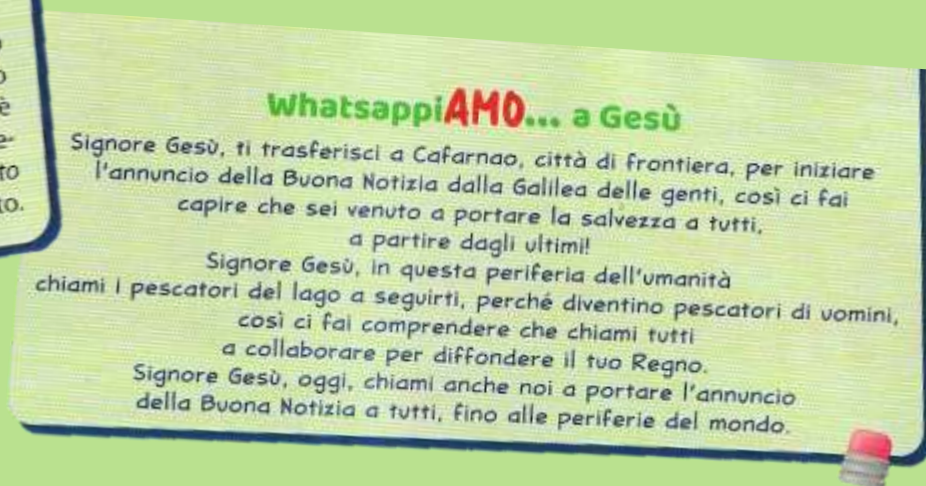 WhatsappiAMO... a Gesù
Signore Gesù, ti trasferisci a Cafarnao, città di frontiera, per iniziare
l'annuncio della Buona Notizia dalla Galilea delle genti, così ci fai
capire che sei venuto a portare la salvezza a tutti,
a partire dagli ultimi!
Signore Gesù, in questa periferia dell'umanità
chiami i pescatori del lago a seguirti, perché diventino pescatori di uomini,
così ci fai comprendere che chiami tutti
a collaborare per diffondere il tuo Regno.
Signore Gesù, oggi, chiami anche noi a portare l'annuncio
della Buona Notizia a tutti, fino alle periferie del mondo.